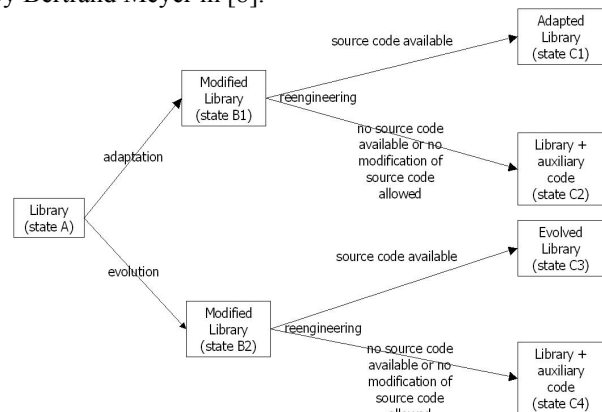 by Bertrand Meyer in
Adapted
Library
(state C1)
source code available
Modified
Library
(state B1)
reengineering
no source code
available or no
modification of
source code
allowed
Library +
auxiliary
code
(state C2)
adaptation
Library
(state A)
evolution
Evolved
Library
(state C3)
source code available
Modified
Library
(state B2)
reengineering
no source code
available or no
modification of
source code
allowed
Library +
auxiliary
code
(state C4)